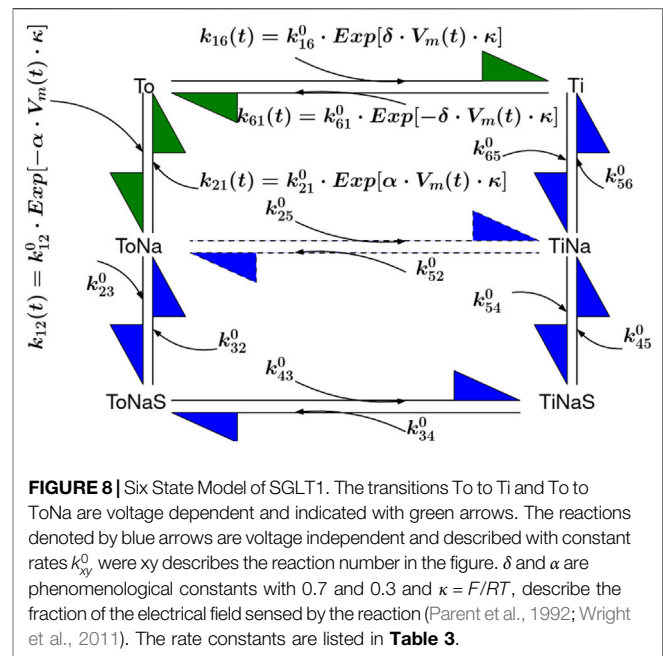 k₁₆(t) = k⁰₁₆ · Exp[δ · Vₘ(t) · κ]
To
Ti
k₆₁(t) = k⁰₆₁ · Exp[−δ · Vₘ(t) · κ]
k₁₂(t) = k⁰₁₂ · Exp[−α · Vₘ(t) · κ]
k⁰₆₅
k⁰₅₆
k₂₁(t) = k⁰₂₁ · Exp[α · Vₘ(t) · κ]
k⁰₂₅
ToNa
TiNa
k⁰₅₂
k⁰₂₃
k⁰₅₄
k⁰₃₂
k⁰₄₅
k⁰₄₃
ToNaS
TiNaS
k⁰₃₄
FIGURE 8 | Six State Model of SGLT1. The transitions To to Ti and To to
ToNa are voltage dependent and indicated with green arrows. The reactions
denoted by blue arrows are voltage independent and described with constant
rates k⁰xy were xy describes the reaction number in the figure. δ and α are
phenomenological constants with 0.7 and 0.3 and κ = F/RT, describe the
fraction of the electrical field sensed by the reaction (Parent et al., 1992; Wright
et al., 2011). The rate constants are listed in Table 3.